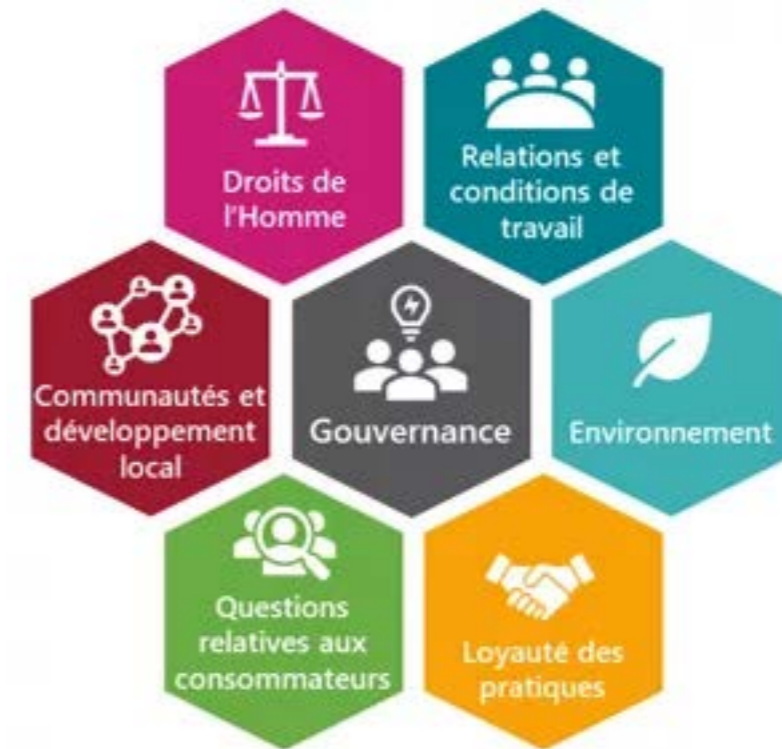 Droits de
l'Homme
Relations et
conditions de
travail
Communautés et
développement
local
Gouvernance
Environnement
Questions
relatives aux
consommateurs
Loyauté des
pratiques